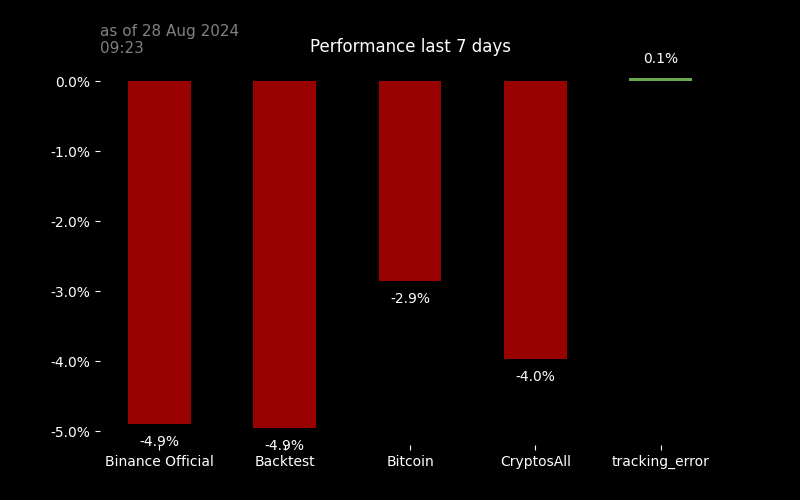 as of 28 Aug 2024
09:23
Performance last 7 days
0.1%
0.0%
-1.0%
-2.0%
-3.0%
-2.9%
-4.0%
-4.0%
-5.0%
-4.9%
-4.9%
Binance Official
Backtest
Bitcoin
CryptosAll
tracking_error